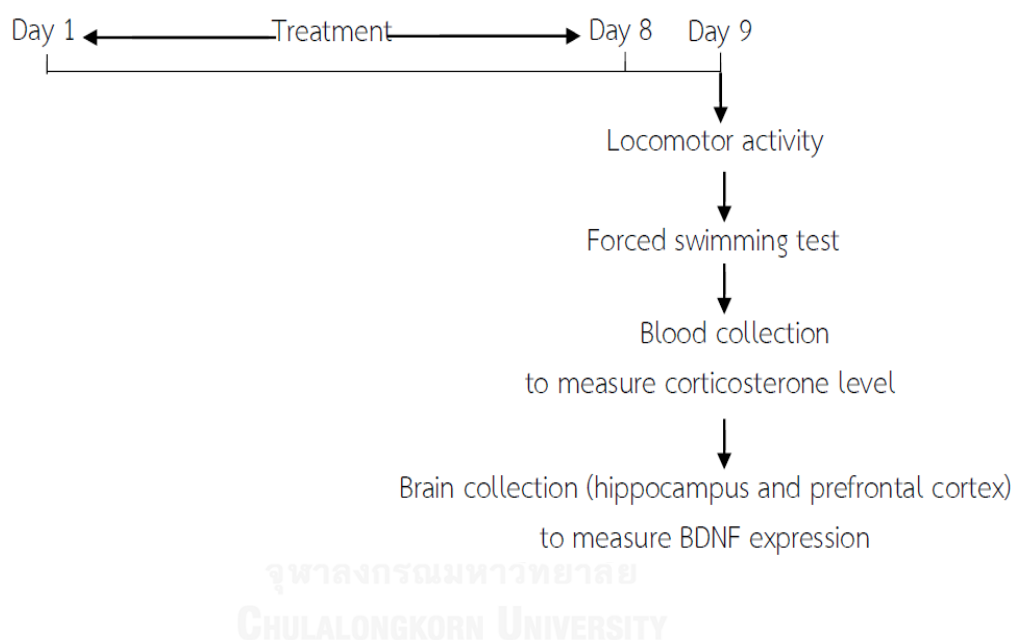 Day 1 Treatment Day 8 Day 9
Locomotor activity
Forced swimming test
Blood collection
to measure corticosterone level
Brain collection (hippocampus and prefrontal cortex)
to measure BDNF expression
จุฬาลงกรณ์มหาวิทยาลัย
CHULALONGKORN UNIVERSITY